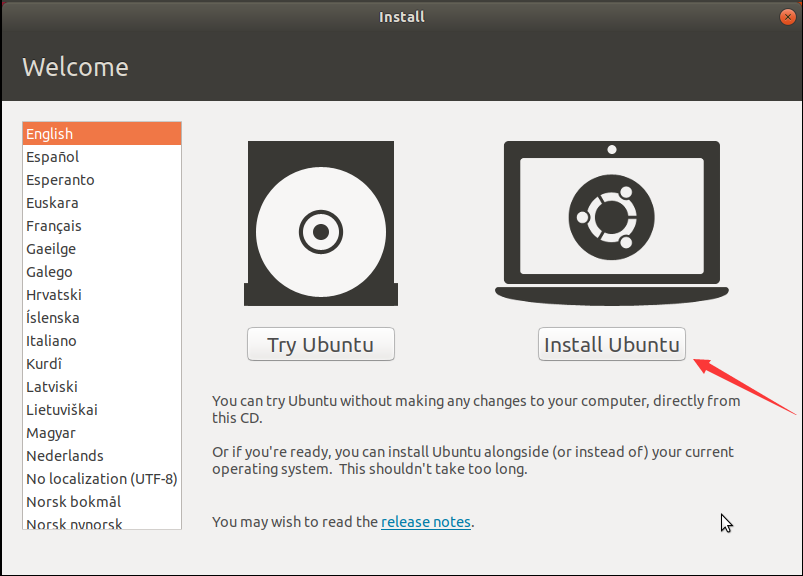 Install
Welcome
English
Español
Esperanto
Euskara
Français
Gaeilge
Galego
Hrvatski
Íslenska
Italiano
Kurdî
Latviski
Lietuviškai
Magyar
Nederlands
No localization (UTF-8)
Norsk bokmål
Norsk nynorsk
Try Ubuntu
Install Ubuntu
You can try Ubuntu without making any changes to your computer, directly from
this CD.
Or if you're ready, you can install Ubuntu alongside (or instead of) your current
operating system.  This shouldn't take too long.
You may wish to read the release notes.